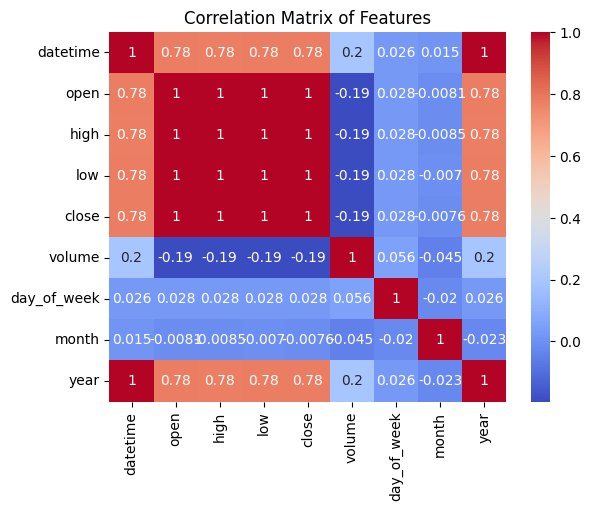 Correlation Matrix of Features
datetime 1 0.78 0.78 0.78 0.78 0.2 0.026 0.015 1
open 0.78 1 1 1 1 -0.19 0.028 -0.0081 0.78
high 0.78 1 1 1 1 -0.19 0.028 -0.0085 0.78
low 0.78 1 1 1 1 -0.19 0.028 -0.007 0.78
close 0.78 1 1 1 1 -0.19 0.028 -0.0076 0.78
volume 0.2 -0.19 -0.19 -0.19 -0.19 1 0.056 -0.045 0.2
day_of_week 0.026 0.028 0.028 0.028 0.028 0.056 1 -0.02 0.026
month 0.015 -0.0081 -0.0085 -0.007 -0.0076 -0.045 -0.02 1 -0.023
year 1 0.78 0.78 0.78 0.78 0.2 0.026 -0.023 1
datetime open high low close volume day_of_week month year
1.0
0.8
0.6
0.4
0.2
0.0